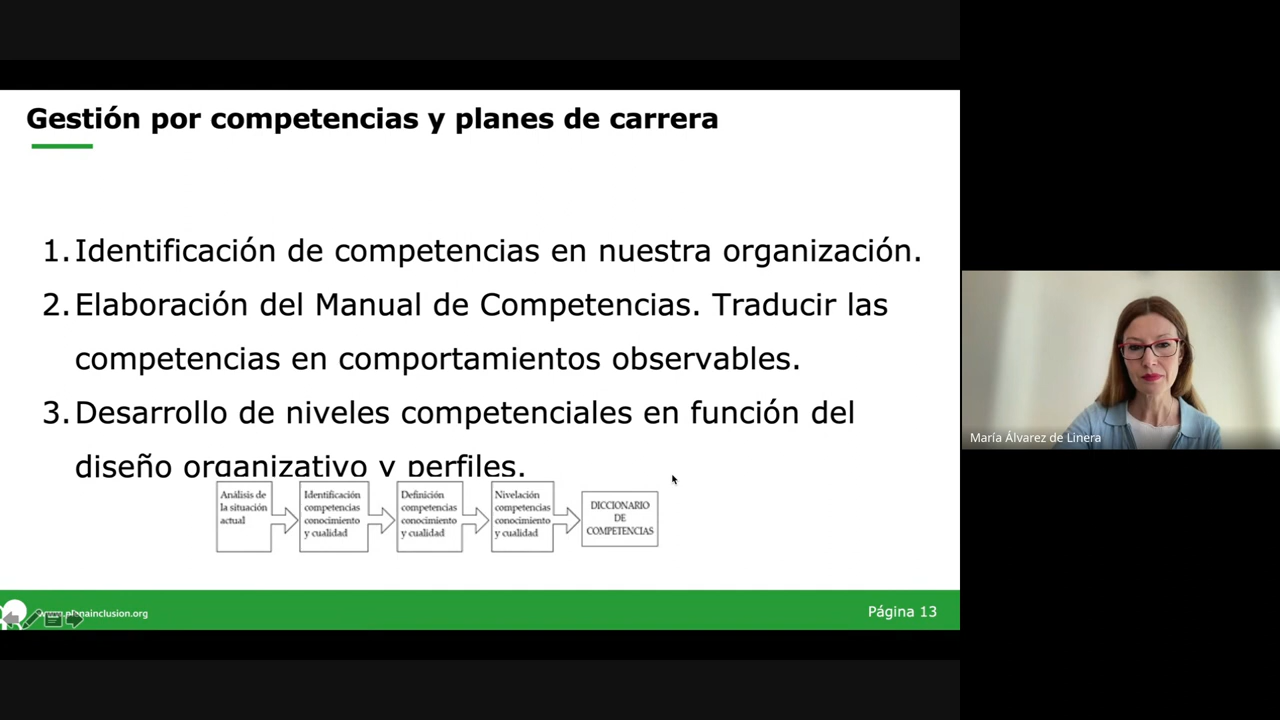 Gestión por competencias y planes de carrera
1. Identificación de competencias en nuestra organización.
2. Elaboración del Manual de Competencias. Traducir las
competencias en comportamientos observables.
3. Desarrollo de niveles competenciales en función del
diseño organizativo y perfiles.
Análisis de
la situación
actual
Identificación
competencias
conocimiento
y cualidad
Definición
competencias
conocimiento
y cualidad
Nivelación
competencias
conocimiento
y cualidad
DICCIONARIO
DE
COMPETENCIAS
www.plenainclusion.org
Página 13
María Álvarez de Linera